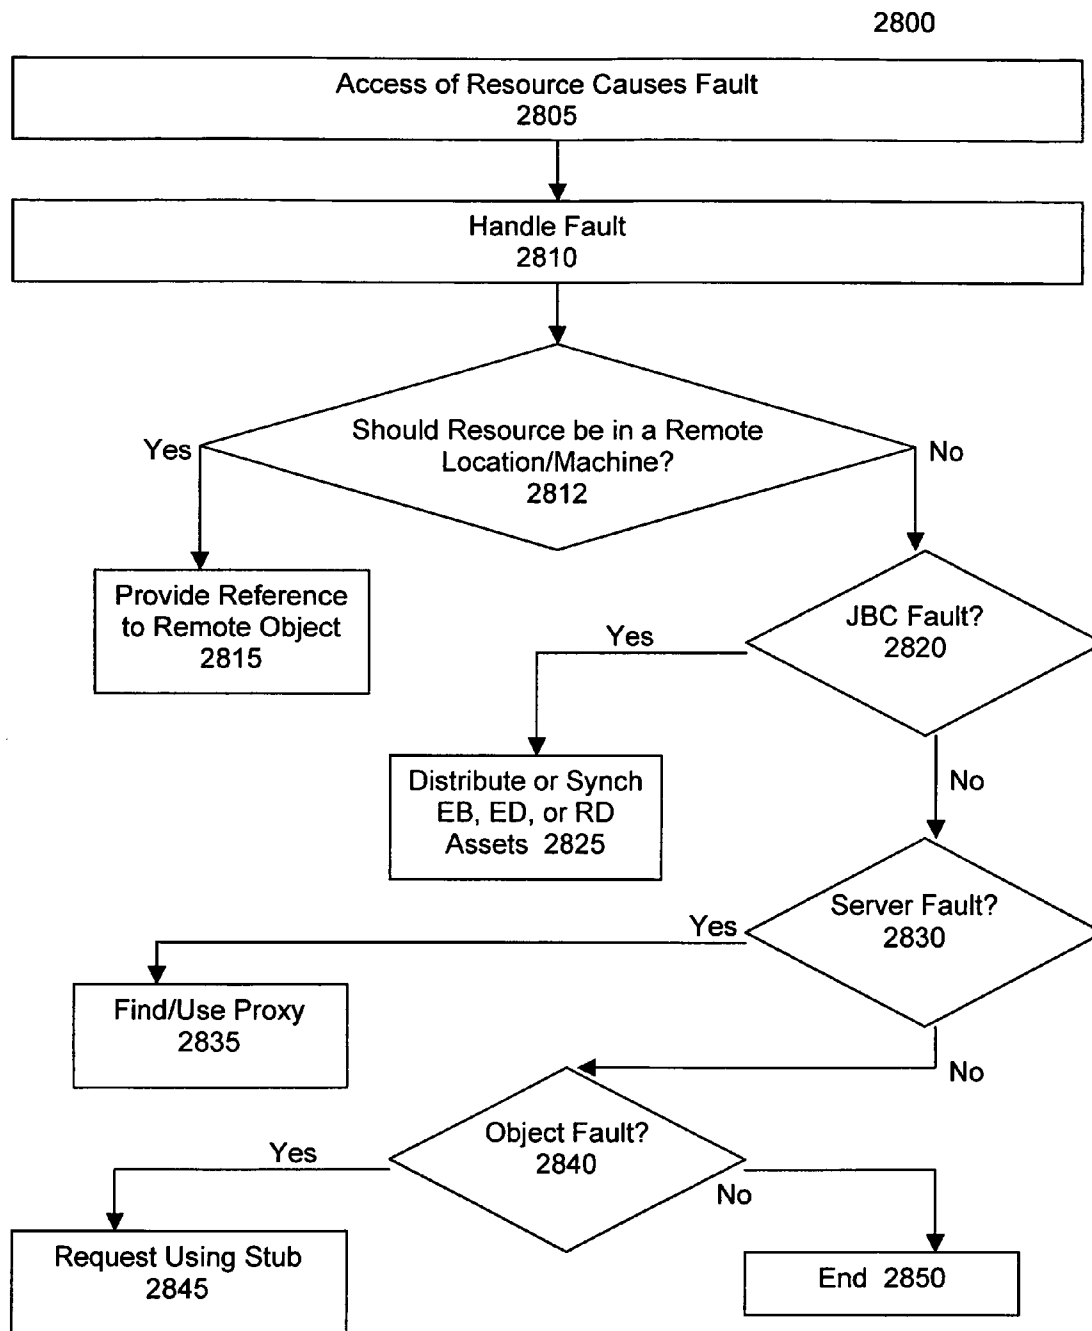 2800
Access of Resource Causes Fault
2805
Handle Fault
2810
Should Resource be in a Remote
Location/Machine?
2812
Yes
No
Provide Reference
to Remote Object
2815
JBC Fault?
2820
Yes
No
Distribute or Synch
EB, ED, or RD
Assets 2825
Server Fault?
2830
Yes
No
Find/Use Proxy
2835
Object Fault?
2840
Yes
No
Request Using Stub
2845
End 2850